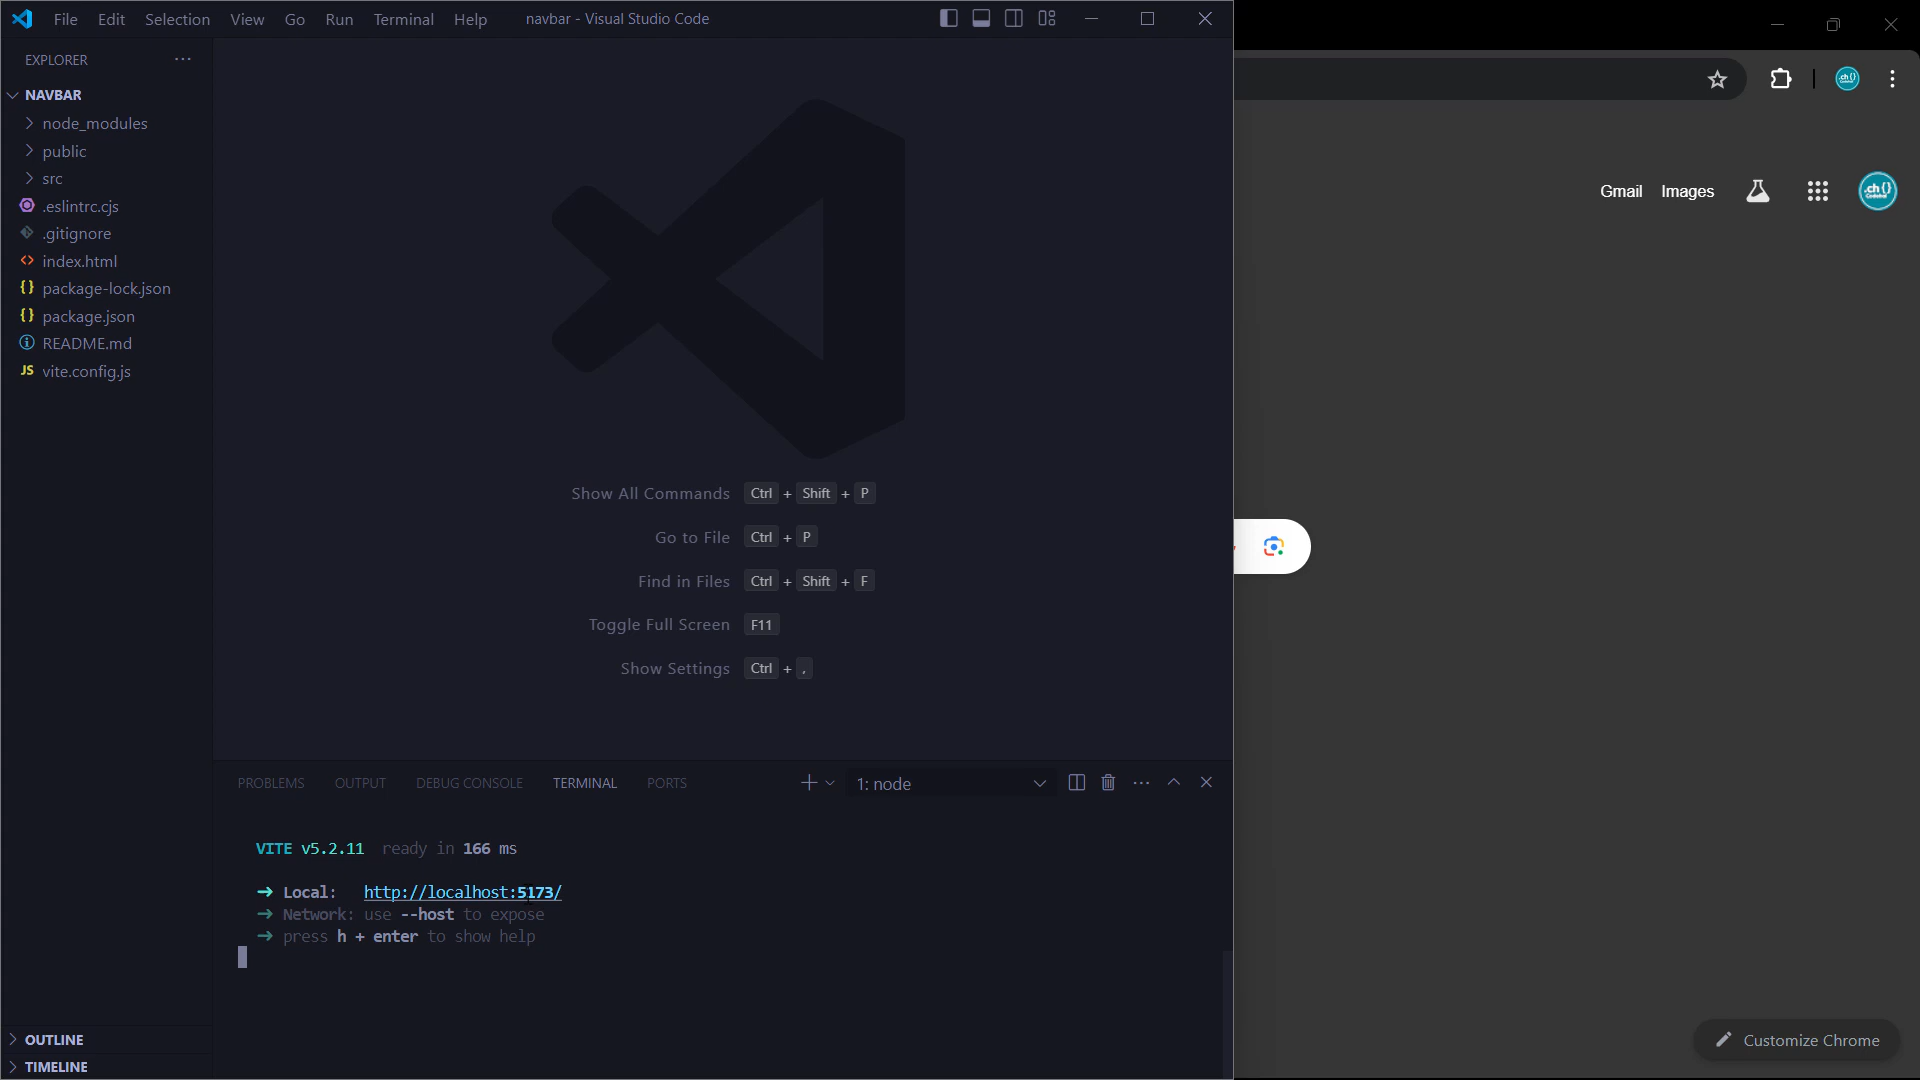 File Edit Selection View Go Run Terminal Help navbar - Visual Studio Code
EXPLORER
NAVBAR
node_modules
public
src
.eslintrc.cjs
.gitignore
index.html
{} package-lock.json
{} package.json
README.md
JS vite.config.js
OUTLINE
TIMELINE
Show All Commands Ctrl + Shift + P
Go to File Ctrl + P
Find in Files Ctrl + Shift + F
Toggle Full Screen F11
Show Settings Ctrl + ,
PROBLEMS OUTPUT DEBUG CONSOLE TERMINAL PORTS 1: node
VITE v5.2.11 ready in 166 ms
➜ Local: http://localhost:5173/
➜ Network: use --host to expose
➜ press h + enter to show help
Gmail Images
.ch{}
Customize Chrome